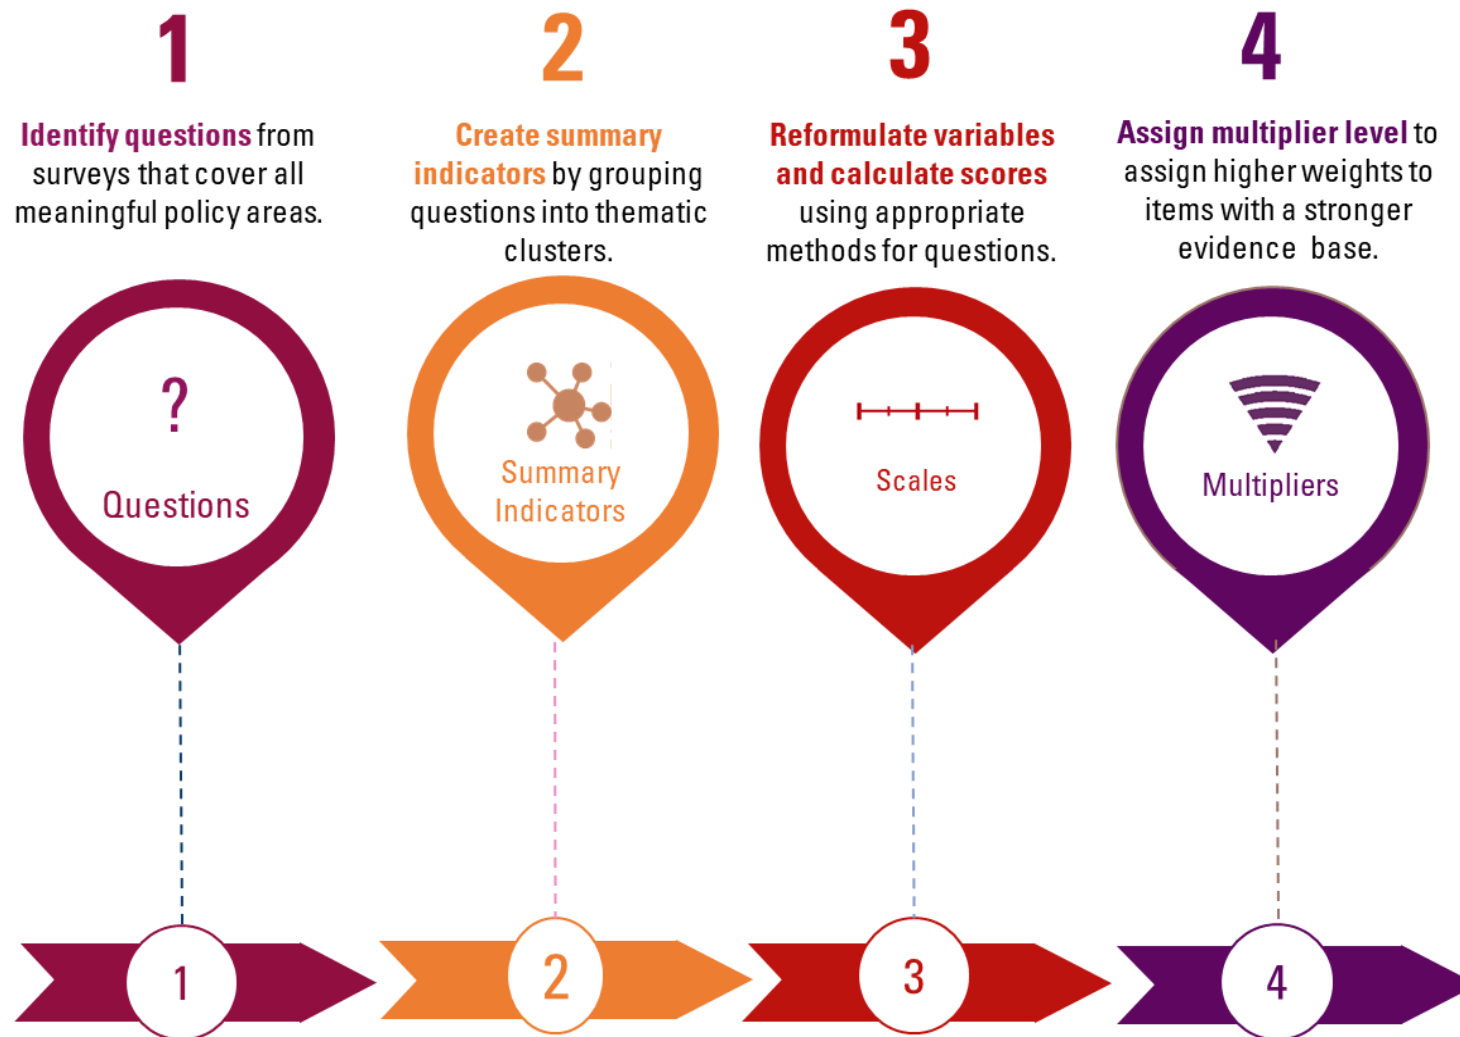 1
Identify questions from
surveys that cover all
meaningful policy areas.
?
Questions
1
2
Create summary
indicators by grouping
questions into thematic
clusters.
Summary
Indicators
2
3
Reformulate variables
and calculate scores
using appropriate
methods for questions.
Scales
3
4
Assign multiplier level to
assign higher weights to
items with a stronger
evidence base.
Multipliers
4